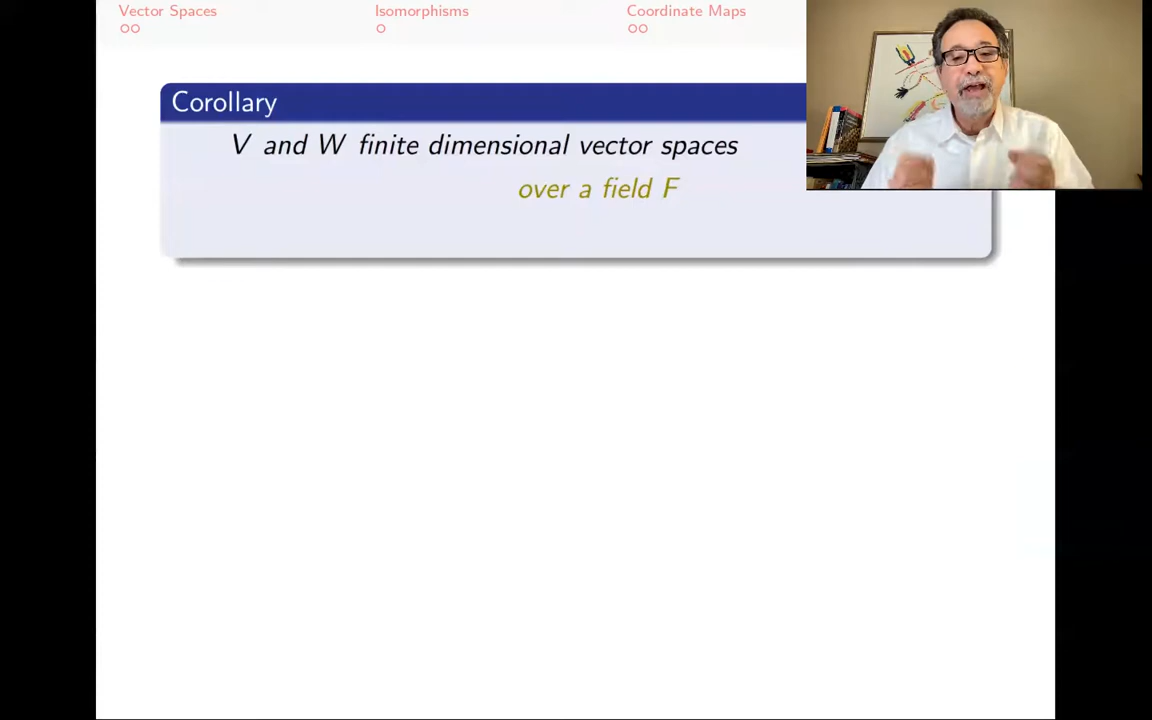 Vector Spaces Isomorphisms Coordinate Maps
Corollary
V and W finite dimensional vector spaces
over a field F